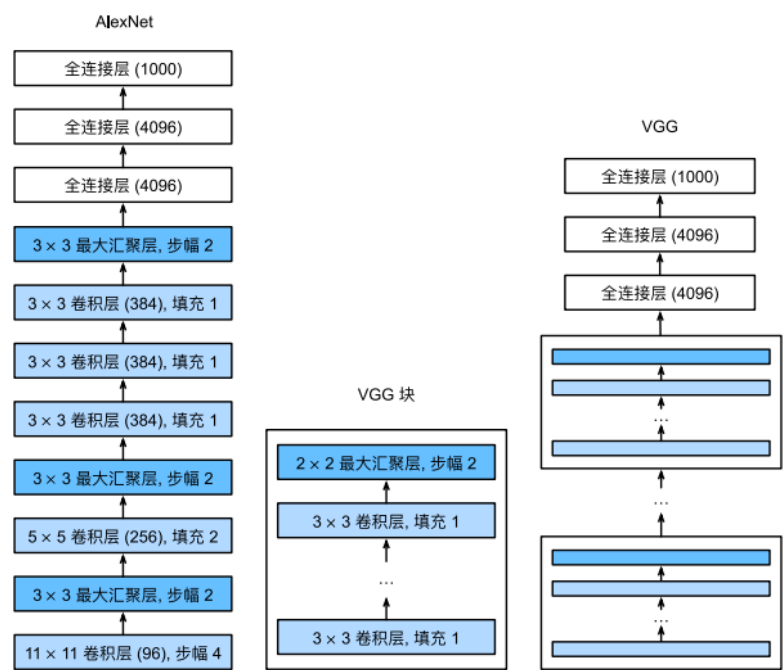 AlexNet
全连接层 (1000)
全连接层 (4096)
全连接层 (4096)
3 × 3 最大汇聚层, 步幅 2
3 × 3 卷积层 (384), 填充 1
3 × 3 卷积层 (384), 填充 1
3 × 3 卷积层 (384), 填充 1
3 × 3 最大汇聚层, 步幅 2
5 × 5 卷积层 (256), 填充 2
3 × 3 最大汇聚层, 步幅 2
11 × 11 卷积层 (96), 步幅 4
VGG 块
2 × 2 最大汇聚层, 步幅 2
3 × 3 卷积层, 填充 1
...
3 × 3 卷积层, 填充 1
VGG
全连接层 (1000)
全连接层 (4096)
全连接层 (4096)
...
...
...